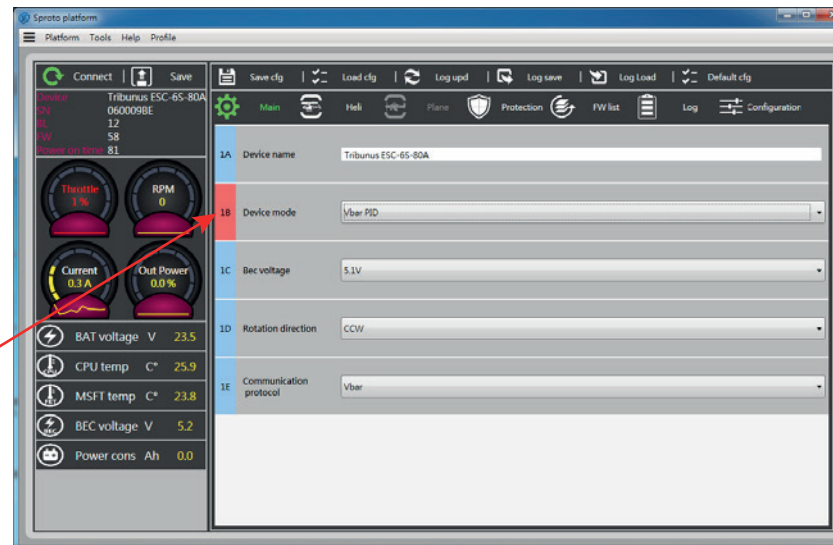 Sproto platform
Platform Tools Help Profile
Connect | Save
Save cfg | Load cfg | Log upd | Log save | Log Load | Default cfg
Device Tribunus ESC-6S-80A
SN 060009BE
BL 12
FW 58
Power on time 81
Main Heli Plane Protection FW list Log Configuration
Throttle
1 %
RPM
0
Current
0.3 A
Out Power
0.0 %
BAT voltage V 23.5
CPU temp C° 25.9
MSFT temp C° 23.8
BEC voltage V 5.2
Power cons Ah 0.0
1A Device name Tribunus ESC-6S-80A
1B Device mode Vbar PID
1C Bec voltage 5.1V
1D Rotation direction CCW
1E Communication protocol Vbar